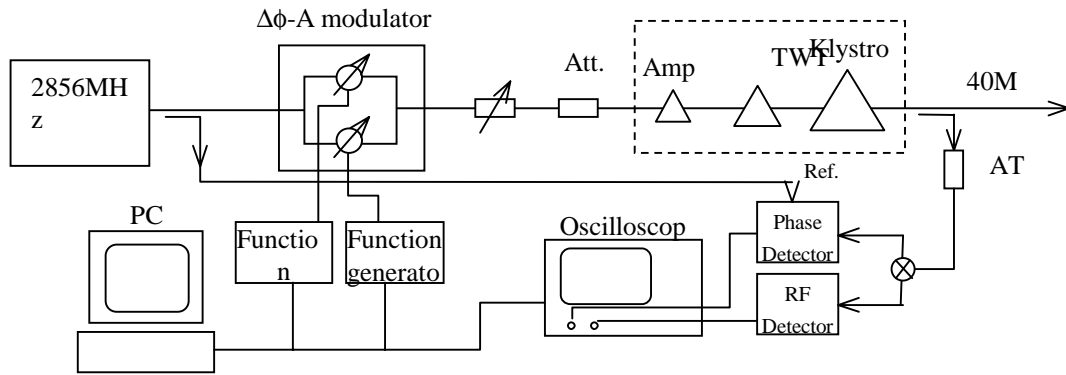 Δϕ-A modulator
2856MH
z
Att.
Amp
TWT
Klystro
40M
AT
Ref.
PC
Functio
n
Function
generato
Oscilloscop
Phase
Detector
RF
Detector